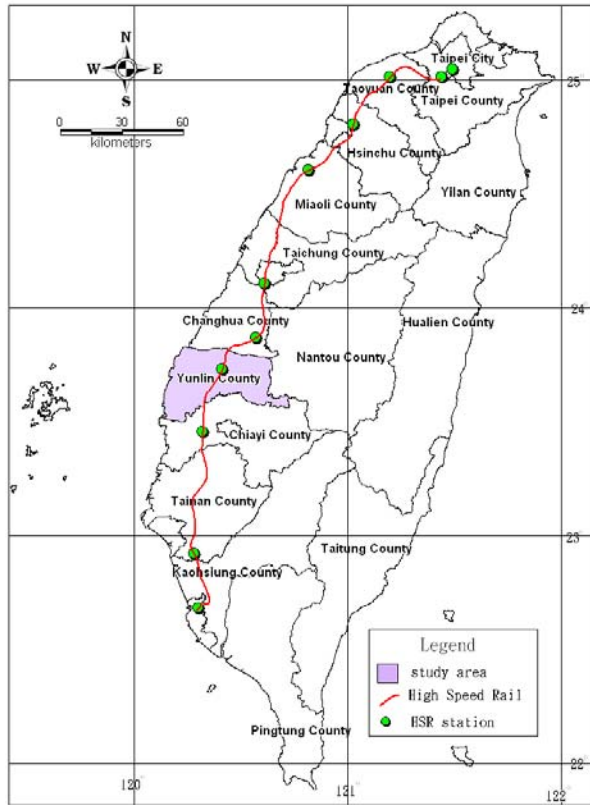 N
W E
S
0 30 60
kilometers
121
122
Taipei City
25
Taoyuan County
Taipei County
Hsinchu County
Yilan County
Miaoli County
Taichung County
24
Changhua County
Hualien County
Nantou County
Yunlin County
Chiayi County
Tainan County
23
Taitung County
Kaohsiung County
Legend
study area
High Speed Rail
HSR station
Pingtung County
22
120
121
122